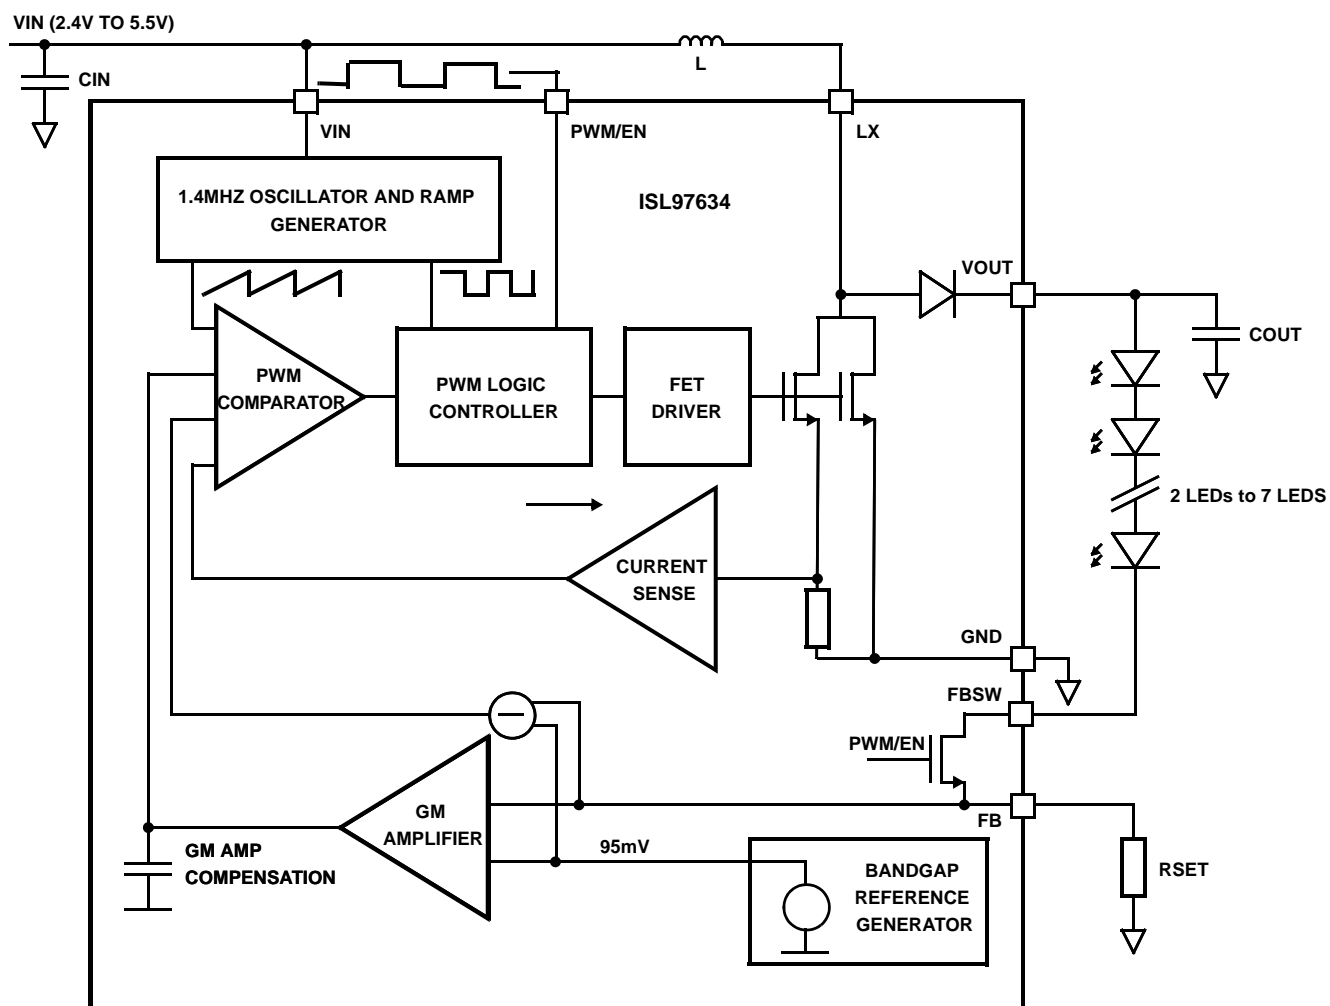 VIN (2.4V TO 5.5V)
CIN
L
VIN
PWM/EN
LX
1.4MHZ OSCILLATOR AND RAMP
GENERATOR
ISL97634
VOUT
COUT
PWM
COMPARATOR
PWM LOGIC
CONTROLLER
FET
DRIVER
2 LEDs to 7 LEDS
CURRENT
SENSE
GND
FBSW
PWM/EN
GM
AMPLIFIER
FB
95mV
GM AMP
COMPENSATION
BANDGAP
REFERENCE
GENERATOR
RSET